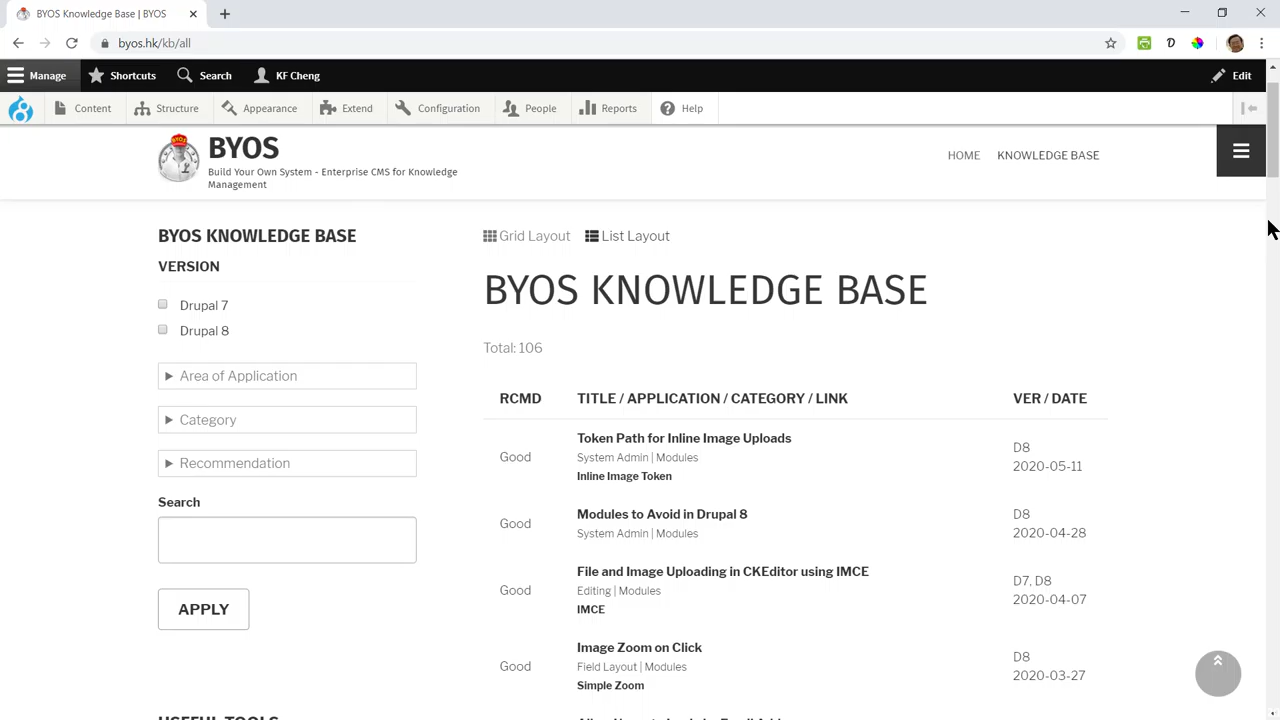 BYOS Knowledge Base | BYOS
byos.hk/kb/all
Manage Shortcuts Search KF Cheng Edit
Content Structure Appearance Extend Configuration People Reports Help
BYOS
Build Your Own System - Enterprise CMS for Knowledge
Management
HOME KNOWLEDGE BASE
BYOS KNOWLEDGE BASE
VERSION
Drupal 7
Drupal 8
Area of Application
Category
Recommendation
Search
APPLY
Grid Layout List Layout
BYOS KNOWLEDGE BASE
Total: 106
RCMD TITLE / APPLICATION / CATEGORY / LINK VER / DATE
Good
Token Path for Inline Image Uploads
System Admin | Modules
Inline Image Token
D8
2020-05-11
Good
Modules to Avoid in Drupal 8
System Admin | Modules
D8
2020-04-28
Good
File and Image Uploading in CKEditor using IMCE
Editing | Modules
IMCE
D7, D8
2020-04-07
Good
Image Zoom on Click
Field Layout | Modules
Simple Zoom
D8
2020-03-27
USEFUL TOOLS